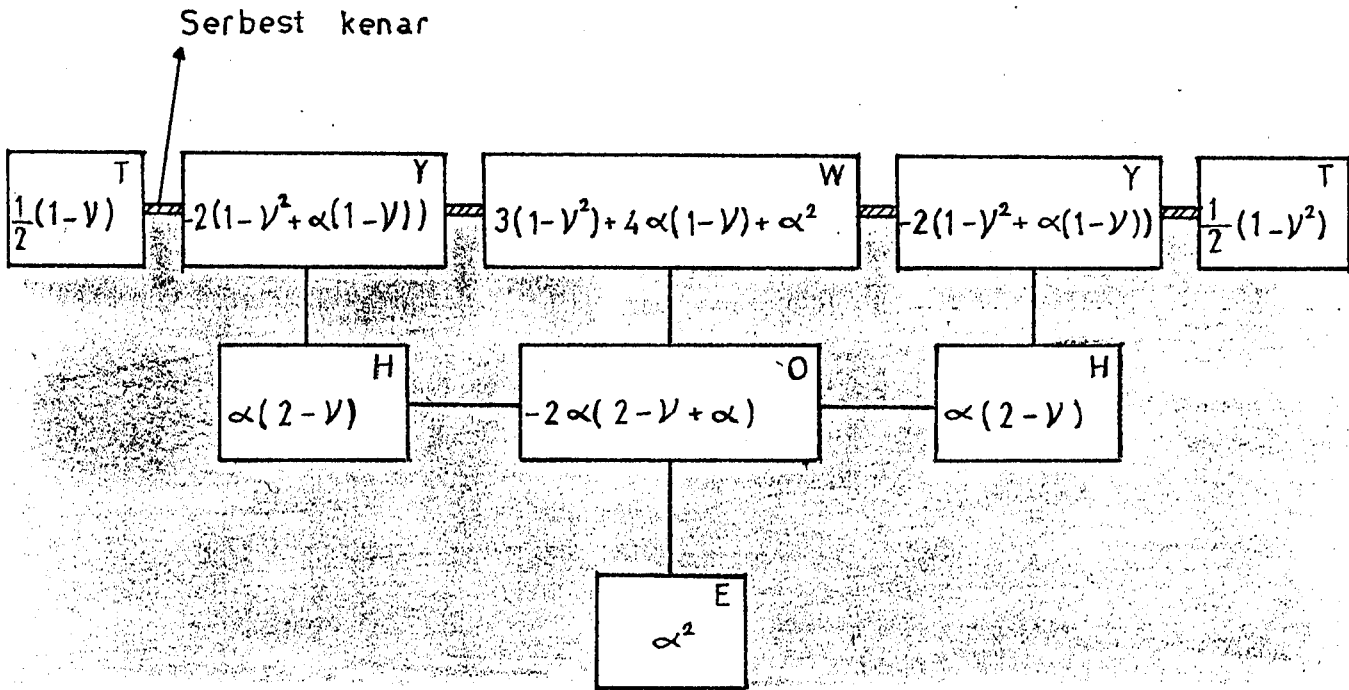 Serbest kenar
T Y W Y T
½(1-ν) -2(1-ν²+α(1-ν)) 3(1-ν²)+4α(1-ν)+α² -2(1-ν²+α(1-ν)) ½(1-ν²)
H O H
α(2-ν) -2α(2-ν+α) α(2-ν)
E
α²